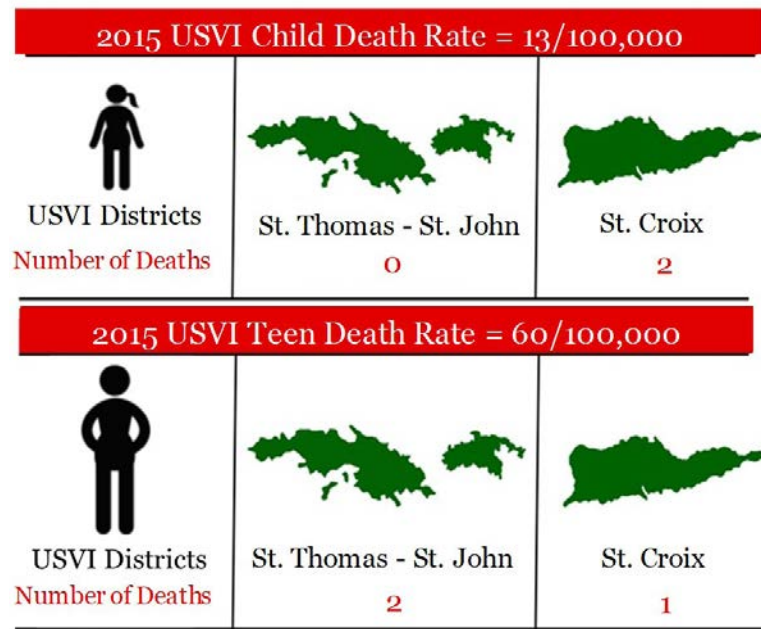 2015 USVI Child Death Rate = 13/100,000
USVI Districts
St. Thomas - St. John
St. Croix
Number of Deaths
0
2
2015 USVI Teen Death Rate = 60/100,000
USVI Districts
St. Thomas - St. John
St. Croix
Number of Deaths
2
1